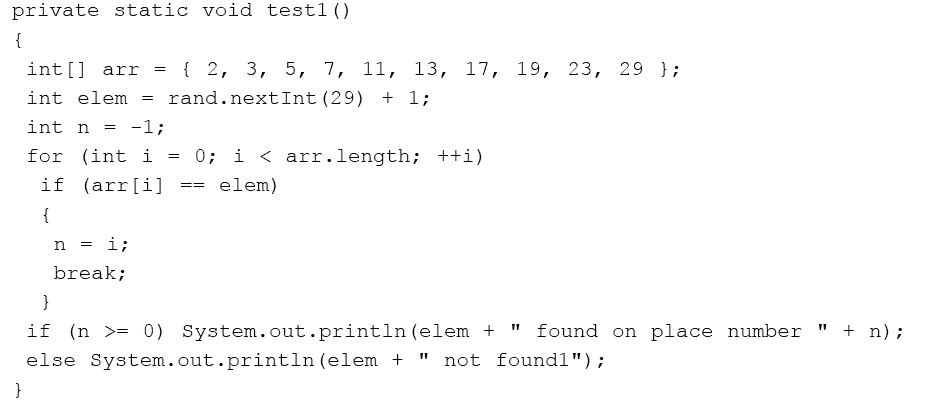 private static void test1()
{
int[] arr = { 2, 3, 5, 7, 11, 13, 17, 19, 23, 29 };
int elem = rand.nextInt(29) + 1;
int n = -1;
for (int i = 0; i < arr.length; ++i)
if (arr[i] == elem)
{
n = i;
break;
}
if (n >= 0) System.out.println(elem + " found on place number " + n);
else System.out.println(elem + " not found1");
}